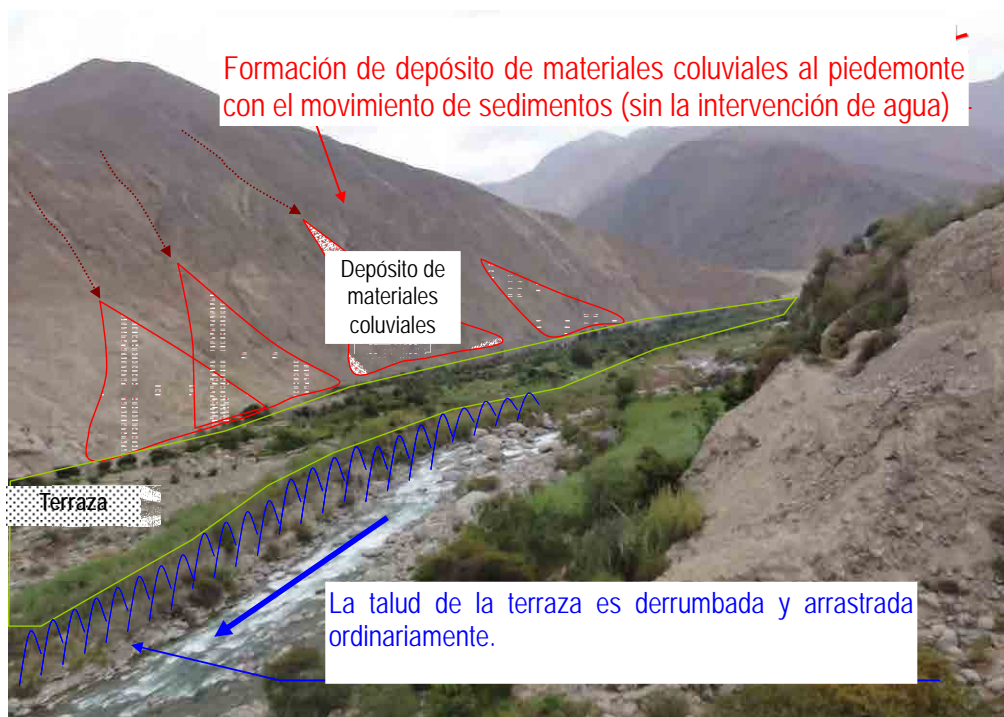 Formación de depósito de materiales coluviales al piedemonte
con el movimiento de sedimentos (sin la intervención de agua)
Depósito de
materiales
coluviales
Terraza
La talud de la terraza es derrumbada y arrastrada
ordinariamente.